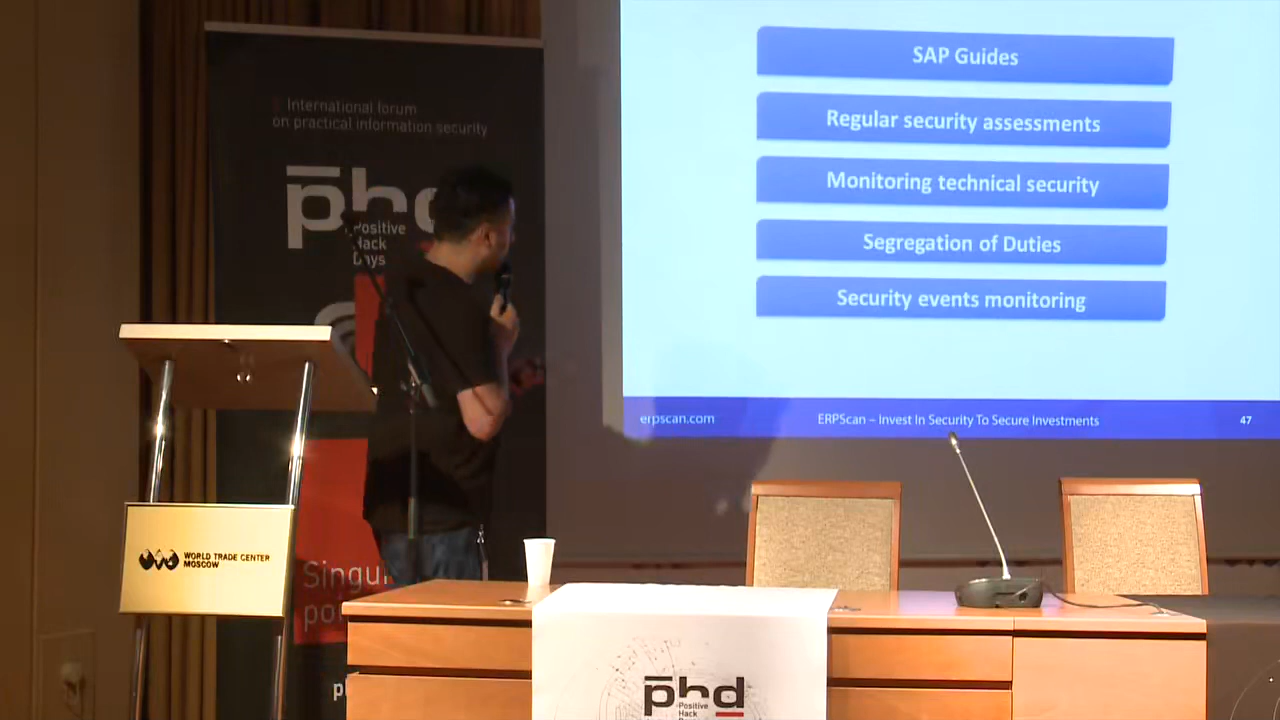 International forum
on practical information security
phd
Positive
Hack
Days
Singul
WORLD TRADE CENTER
MOSCOW
SAP Guides
Regular security assessments
Monitoring technical security
Segregation of Duties
Security events monitoring
erpscan.com
ERPScan – Invest In Security To Secure Investments
47
phd
Positive
Hack